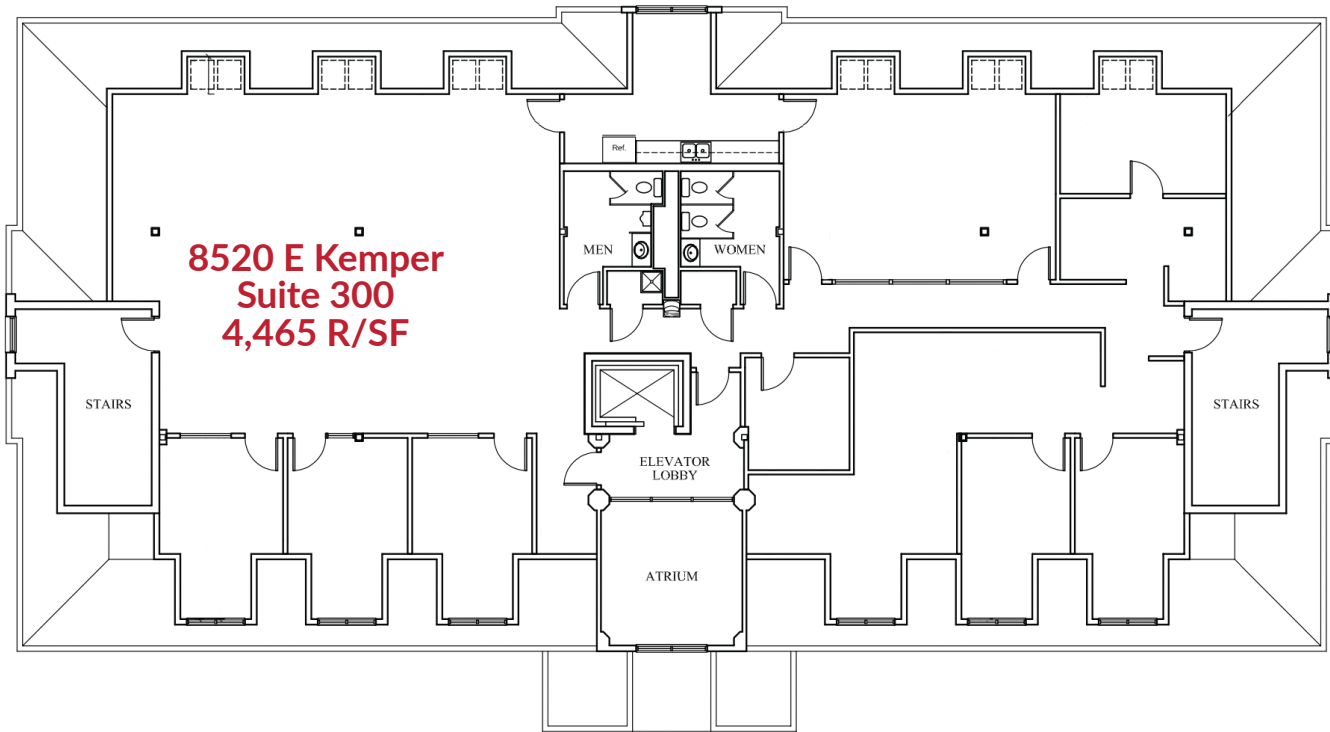 Ref.
MEN
WOMEN
8520 E Kemper
Suite 300
4,465 R/SF
STAIRS
STAIRS
ELEVATOR
LOBBY
ATRIUM